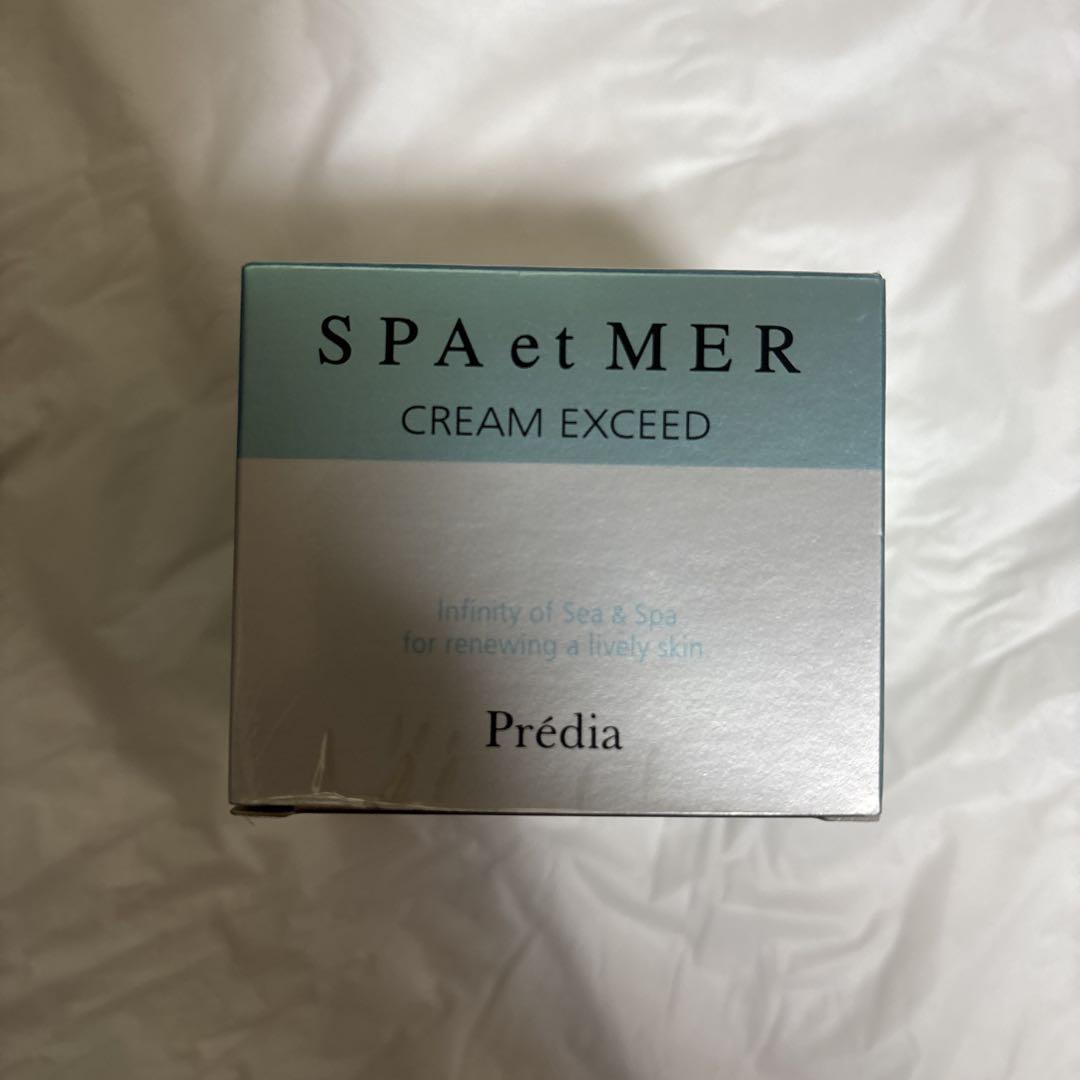 SPA et MER
CREAM EXCEED
Infinity of Sea & Spa
for renewing a lively skin
Prédia